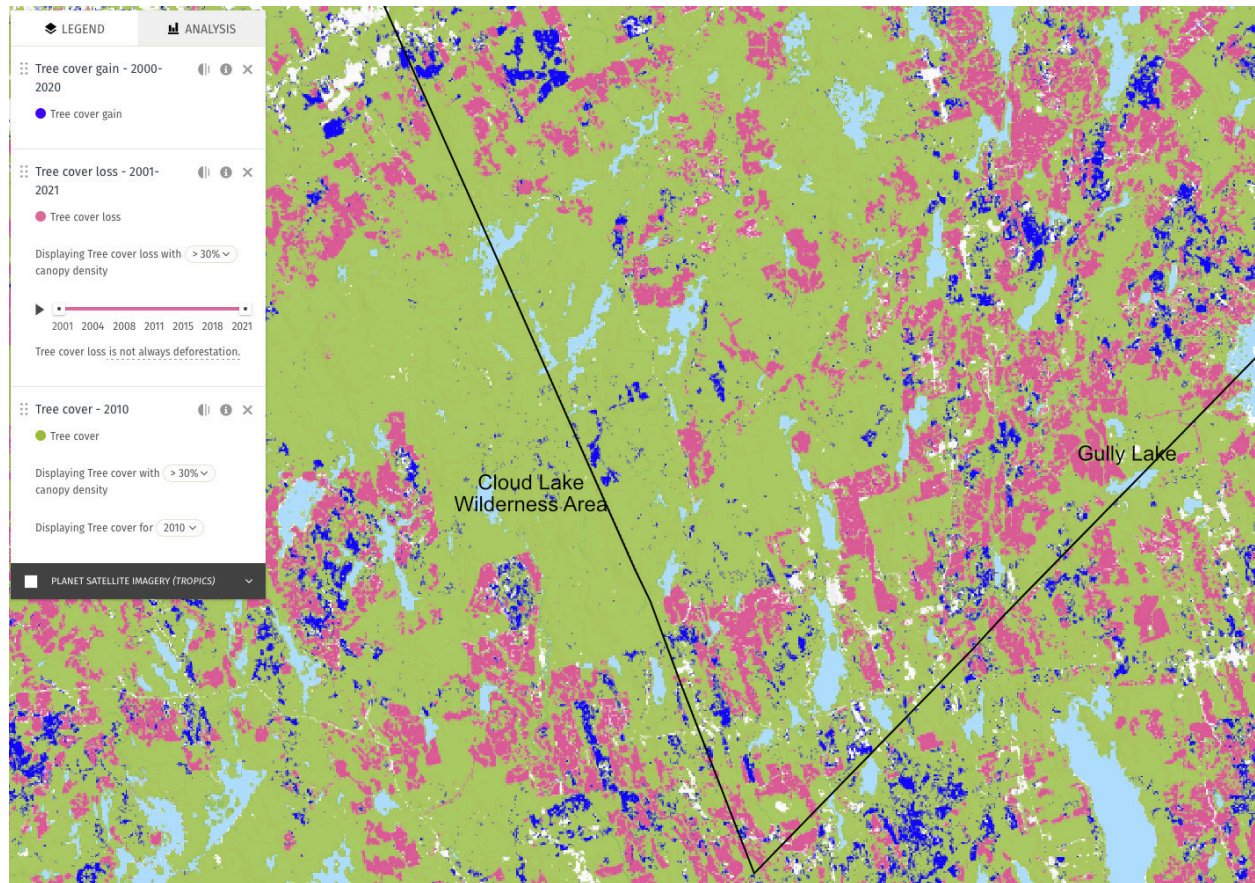 LEGEND
ANALYSIS
Tree cover gain - 2000-
2020
Tree cover gain
Tree cover loss - 2001-
2021
Tree cover loss
Displaying Tree cover loss with > 30%
canopy density
2001 2004 2008 2011 2015 2018 2021
Tree cover loss is not always deforestation.
Tree cover - 2010
Tree cover
Displaying Tree cover with > 30%
canopy density
Displaying Tree cover for 2010
PLANET SATELLITE IMAGERY (TROPICS)
Cloud Lake
Wilderness Area
Gully Lake